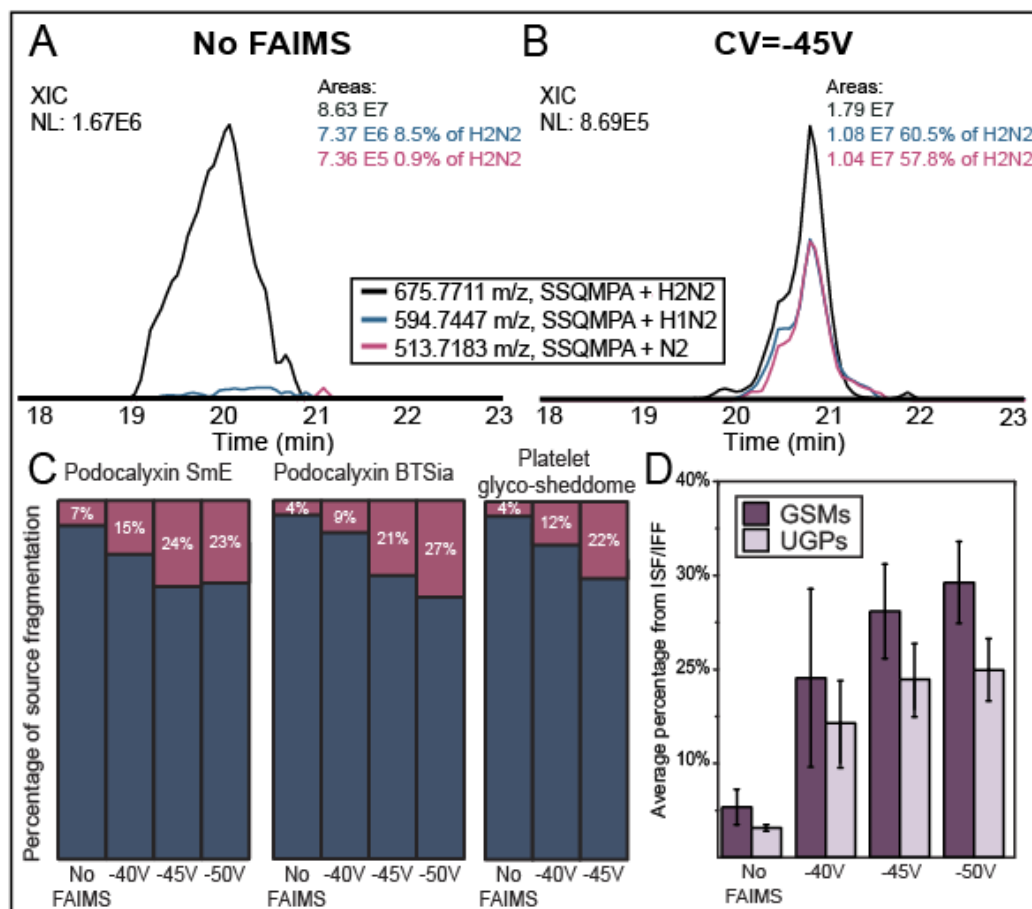 A
No FAIMS
XIC
NL: 1.67E6
Areas:
8.63 E7
7.37 E6 8.5% of H2N2
7.36 E5 0.9% of H2N2
18 19 20 21 22 23
Time (min)
B
CV=-45V
XIC
NL: 8.69E5
Areas:
1.79 E7
1.08 E7 60.5% of H2N2
1.04 E7 57.8% of H2N2
18 19 20 21 22 23
Time (min)
675.7711 m/z, SSQMPA + H2N2
594.7447 m/z, SSQMPA + H1N2
513.7183 m/z, SSQMPA + N2
C
Percentage of source fragmentation
Podocalyxin SmE
7% 15% 24% 23%
No FAIMS -40V -45V -50V
Podocalyxin BTSia
4% 9% 21% 27%
No FAIMS -40V -45V -50V
Platelet
glyco-sheddome
4% 12% 22%
No FAIMS -40V -45V
D
Average percentage from ISF/IFF
40%
30%
25%
10%
GSMs
UGPs
No FAIMS -40V -45V -50V